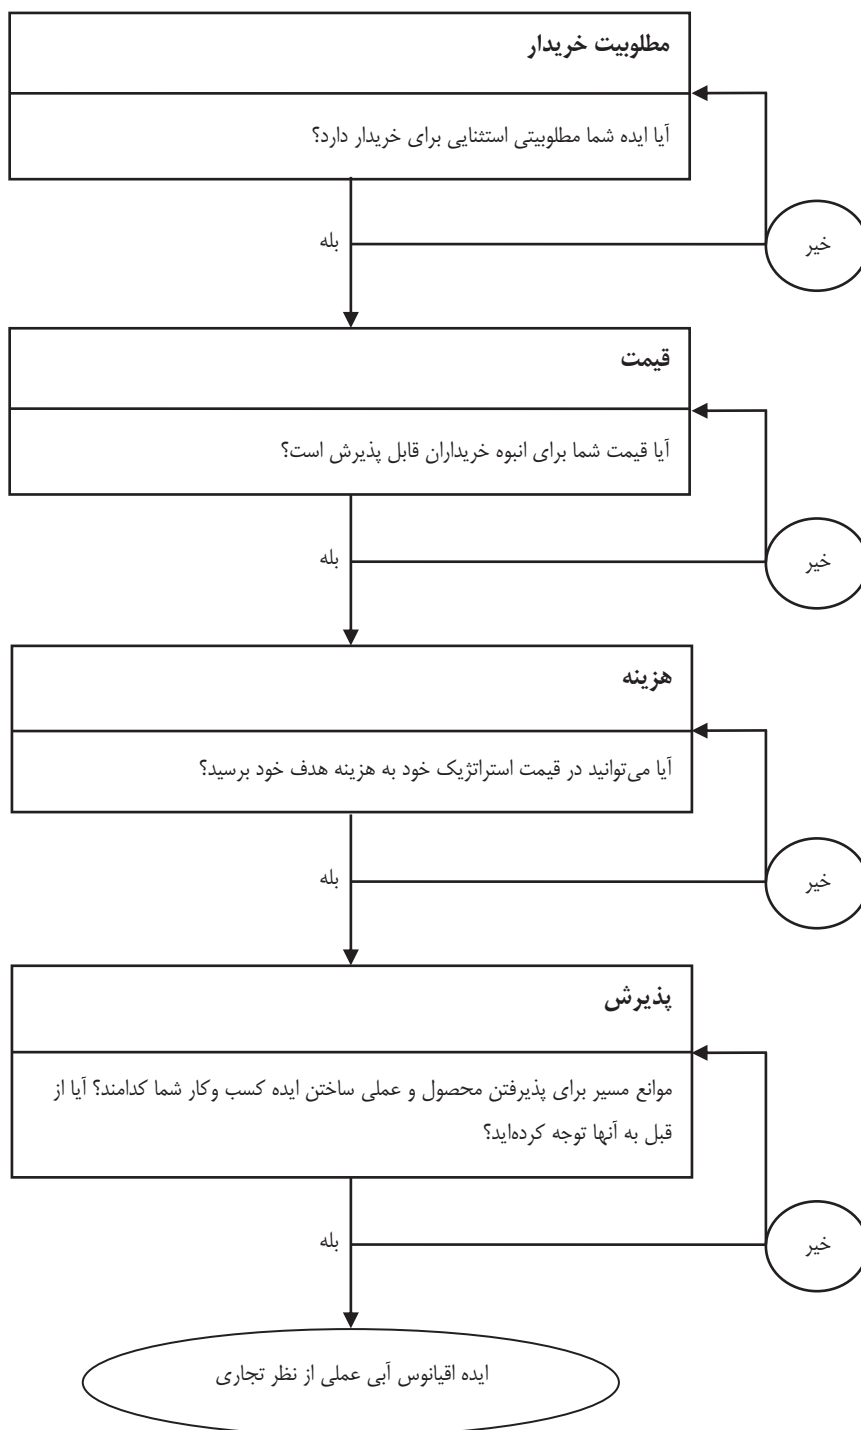 مطلوبیت خریدار
آیا ایده شما مطلوبیتی استثنایی برای خریدار دارد؟
بله
خیر
قیمت
آیا قیمت شما برای انبوه خریداران قابل پذیرش است؟
بله
خیر
هزینه
آیا می‌توانید در قیمت استراتژیک خود به هزینه هدف خود برسید؟
بله
خیر
پذیرش
موانع مسیر برای پذیرفتن محصول و عملی ساختن ایده کسب وکار شما کدامند؟ آیا از
قبل به آنها توجه کرده‌اید؟
بله
خیر
ایده اقیانوس آبی عملی از نظر تجاری